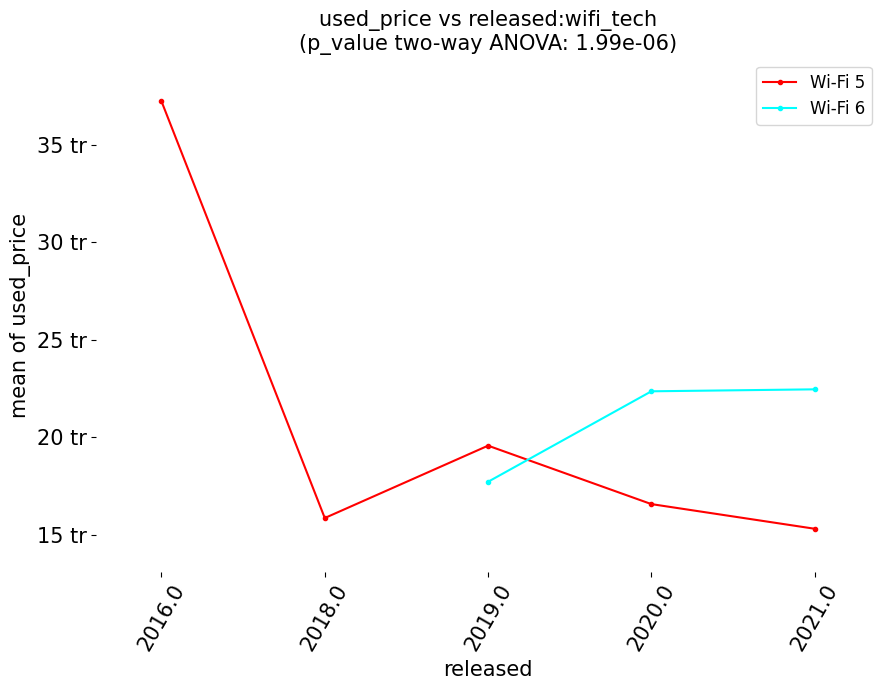 used_price vs released:wifi_tech
(p_value two-way ANOVA: 1.99e-06)
Wi-Fi 5
Wi-Fi 6
mean of used_price
35 tr
30 tr
25 tr
20 tr
15 tr
2016.0
2018.0
2019.0
2020.0
2021.0
released